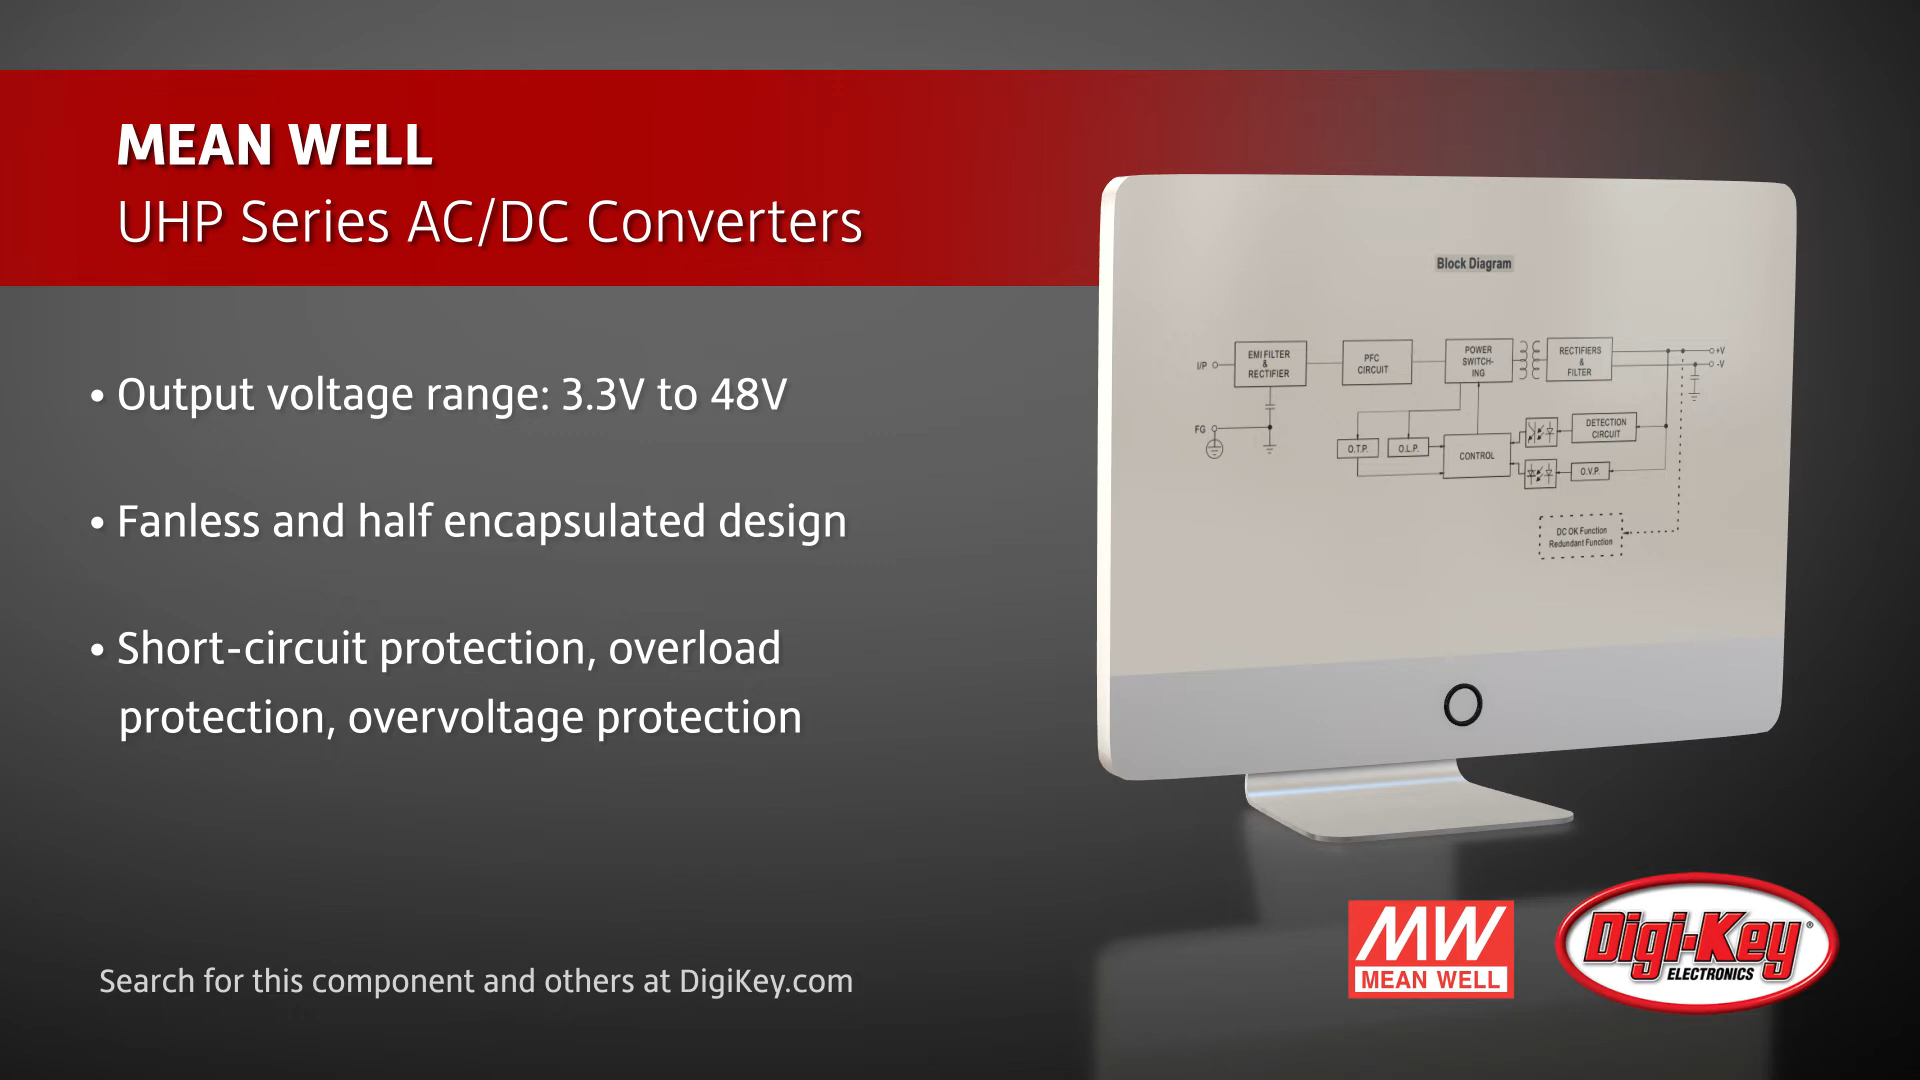 MEAN WELL
UHP Series AC/DC Converters
• Output voltage range: 3.3V to 48V
• Fanless and half encapsulated design
• Short-circuit protection, overload
protection, overvoltage protection
Search for this component and others at DigiKey.com
Block Diagram
I/P
EMI FILTER
&
RECTIFIER
PFC
CIRCUIT
POWER
SWITCH-
ING
RECTIFIERS
&
FILTER
+V
-V
FG
O.T.P.
O.L.P.
CONTROL
DETECTION
CIRCUIT
O.V.P.
DC OK Function
Redundant Function
MW
MEAN WELL
Digi-Key®
ELECTRONICS